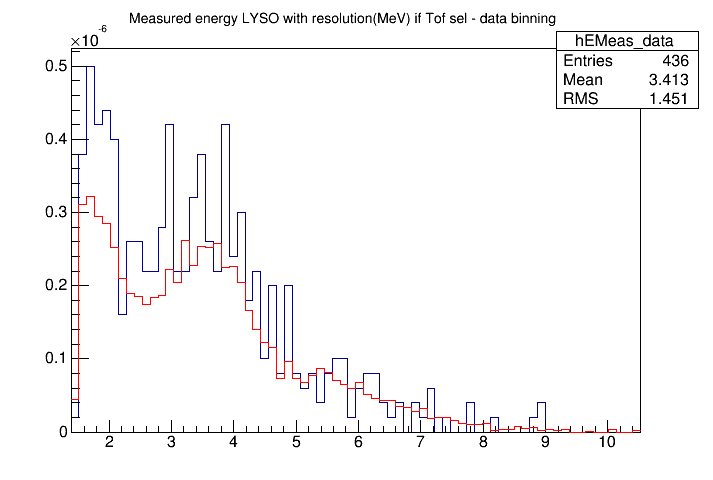 Measured energy LYSO with resolution(MeV) if Tof sel - data binning
×10^-6
hEMeas_data
Entries 436
Mean 3.413
RMS 1.451
0.5
0.4
0.3
0.2
0.1
0
2 3 4 5 6 7 8 9 10